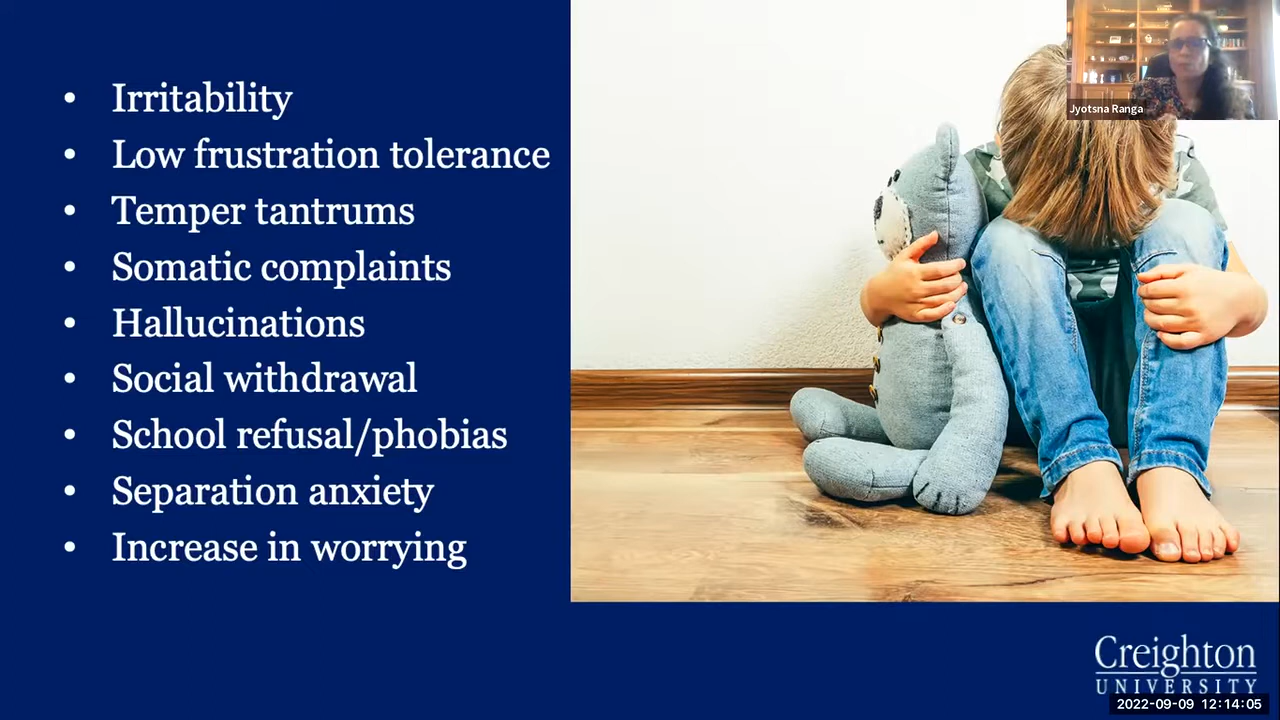 • Irritability
• Low frustration tolerance
• Temper tantrums
• Somatic complaints
• Hallucinations
• Social withdrawal
• School refusal/phobias
• Separation anxiety
• Increase in worrying
Jyotsna Ranga
Creighton
UNIVERSITY
2022-09-09 12:14:05